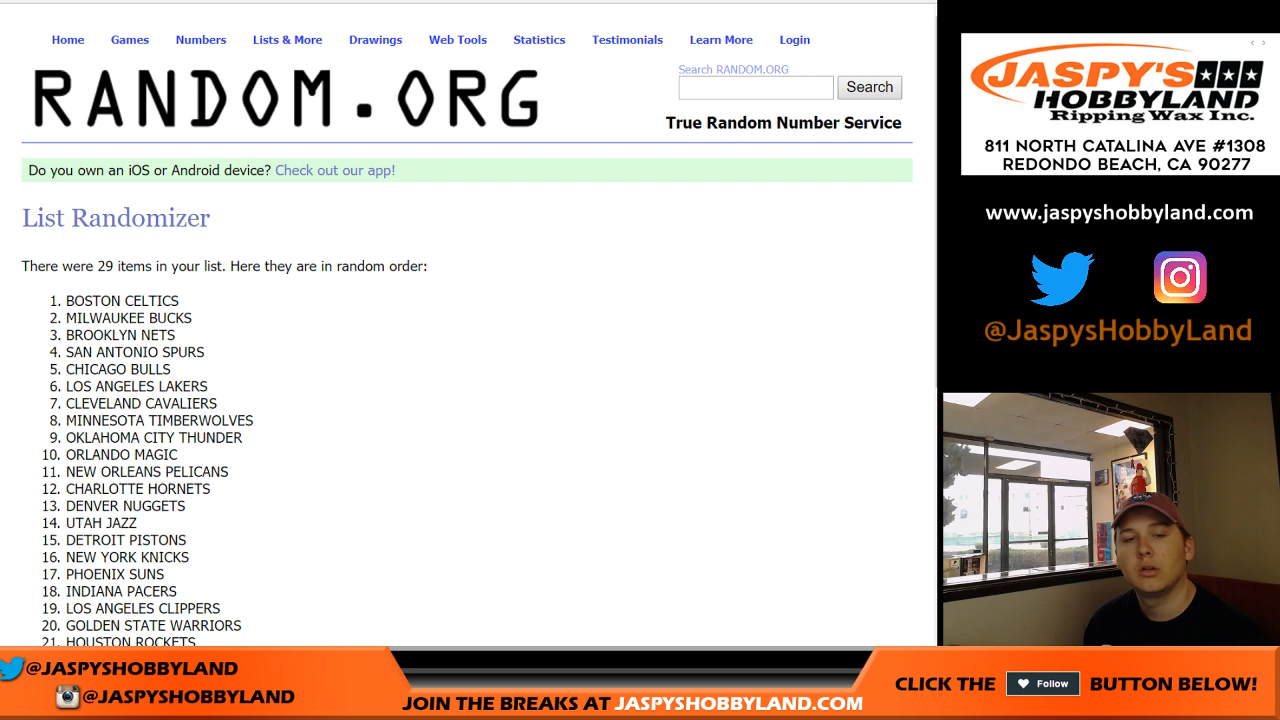 Home Games Numbers Lists & More Drawings Web Tools Statistics Testimonials Learn More Login
RANDOM.ORG
Search RANDOM.ORG
Search
True Random Number Service
Do you own an iOS or Android device? Check out our app!
List Randomizer
There were 29 items in your list. Here they are in random order:
1. BOSTON CELTICS
2. MILWAUKEE BUCKS
3. BROOKLYN NETS
4. SAN ANTONIO SPURS
5. CHICAGO BULLS
6. LOS ANGELES LAKERS
7. CLEVELAND CAVALIERS
8. MINNESOTA TIMBERWOLVES
9. OKLAHOMA CITY THUNDER
10. ORLANDO MAGIC
11. NEW ORLEANS PELICANS
12. CHARLOTTE HORNETS
13. DENVER NUGGETS
14. UTAH JAZZ
15. DETROIT PISTONS
16. NEW YORK KNICKS
17. PHOENIX SUNS
18. INDIANA PACERS
19. LOS ANGELES CLIPPERS
20. GOLDEN STATE WARRIORS
21. HOUSTON ROCKETS
JASPY'S
HOBBYLAND
Ripping Wax Inc.
811 NORTH CATALINA AVE #1308
REDONDO BEACH, CA 90277
www.jaspyshobbyland.com
@JaspysHobbyLand
@JASPYSHOBBYLAND
@JASPYSHOBBYLAND
JOIN THE BREAKS AT JASPYSHOBBYLAND.COM
CLICK THE Follow BUTTON BELOW!